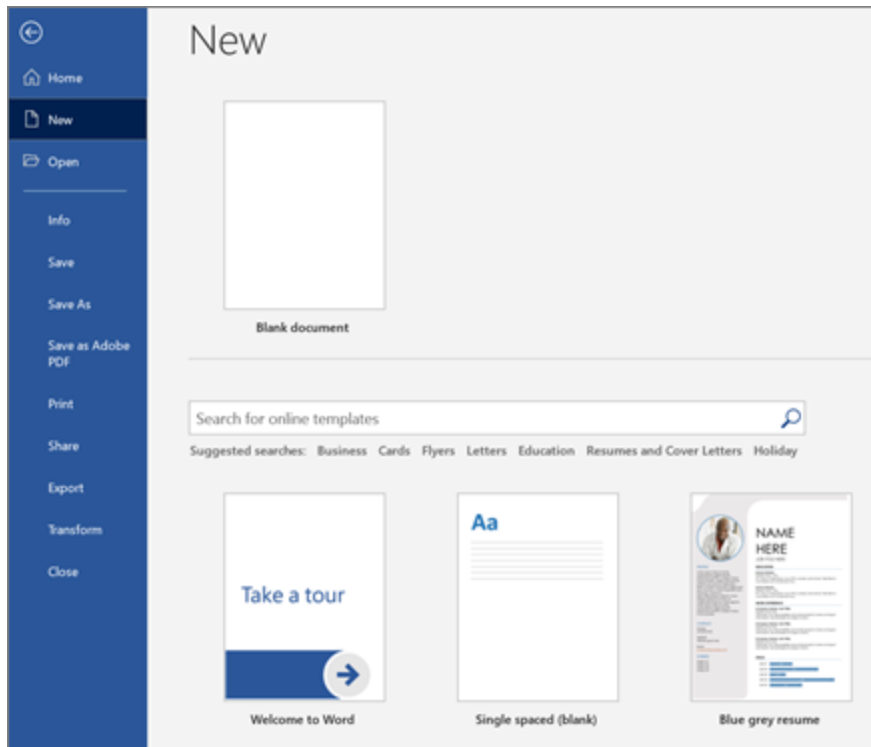 New
Home
New
Open
Info
Save
Save As
Save as Adobe
PDF
Print
Share
Export
Transform
Close
Blank document
Search for online templates
Suggested searches: Business Cards Flyers Letters Education Resumes and Cover Letters Holiday
Take a tour
Aa
NAME
HERE
Welcome to Word
Single spaced (blank)
Blue grey resume